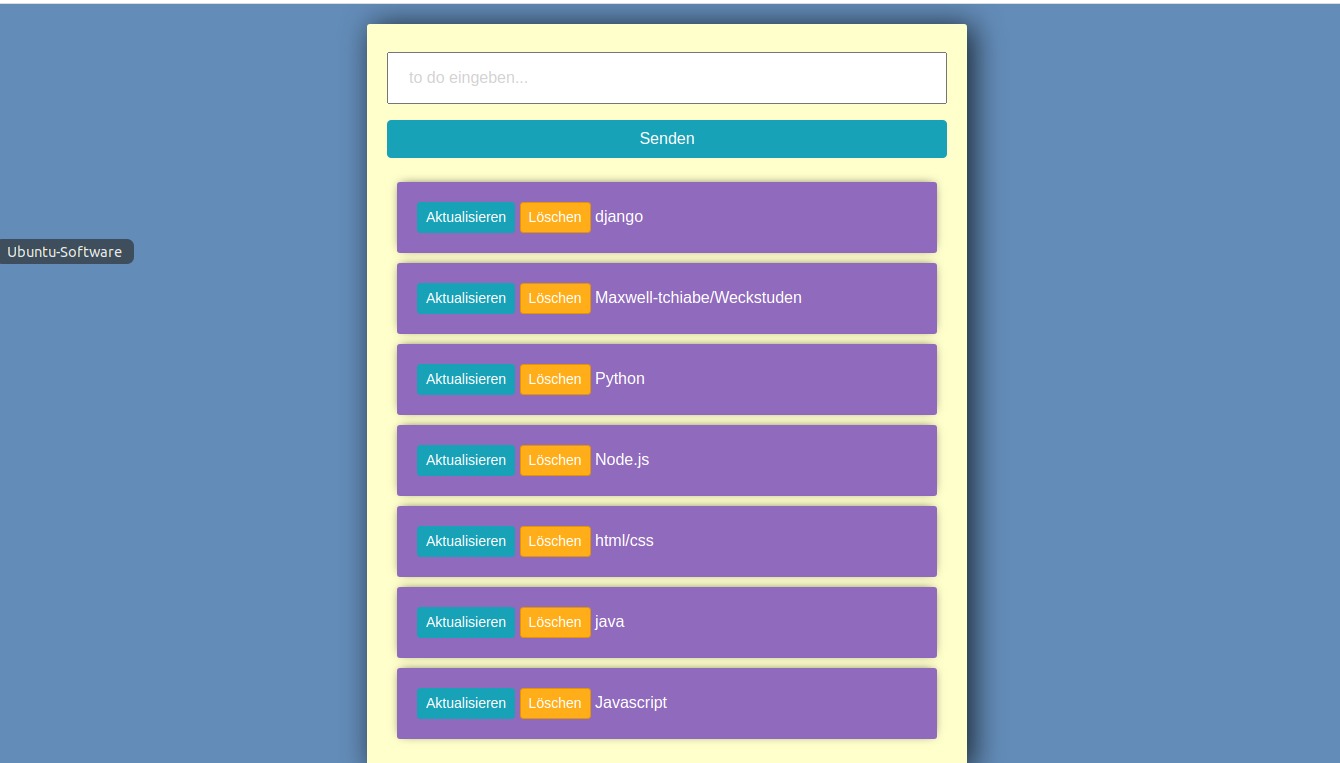 to do eingeben...
Senden
Aktualisieren Löschen django
Ubuntu-Software
Aktualisieren Löschen Maxwell-tchiabe/Weckstuden
Aktualisieren Löschen Python
Aktualisieren Löschen Node.js
Aktualisieren Löschen html/css
Aktualisieren Löschen java
Aktualisieren Löschen Javascript